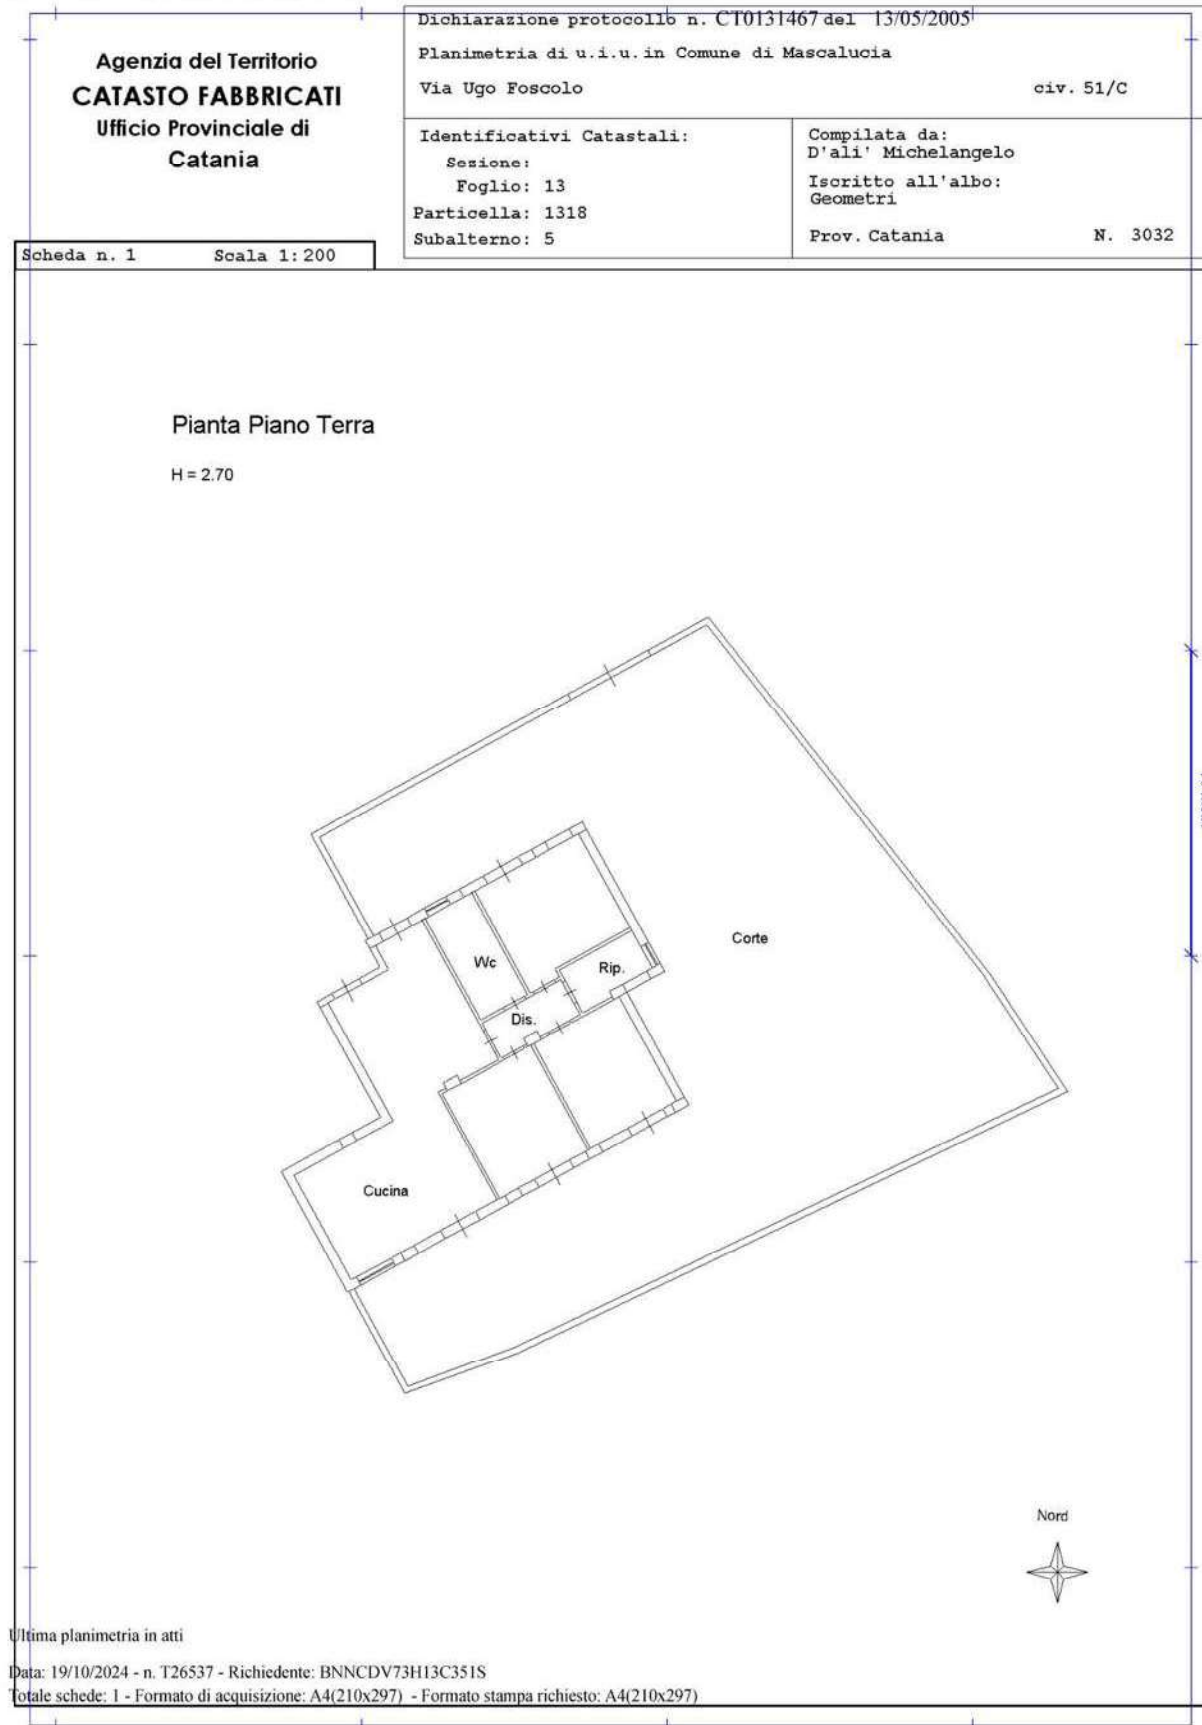 Agenzia del Territorio
CATASTO FABBRICATI
Ufficio Provinciale di
Catania
Dichiarazione protocollo n. CT0131467 del 13/05/2005
Planimetria di u.i.u. in Comune di Mascalucia
Via Ugo Foscolo civ. 51/C
Identificativi Catastali:
Sezione:
Foglio: 13
Particella: 1318
Subalterno: 5
Compilata da:
D'ali' Michelangelo
Iscritto all'albo:
Geometri
Prov. Catania N. 3032
Scheda n. 1 Scala 1:200
Pianta Piano Terra
H = 2.70
Corte
Wc
Rip.
Dis.
Cucina
Nord
Ultima planimetria in atti
Data: 19/10/2024 - n. T26537 - Richiedente: BNNCDV73H13C351S
Totale schede: 1 - Formato di acquisizione: A4(210x297) - Formato stampa richiesto: A4(210x297)